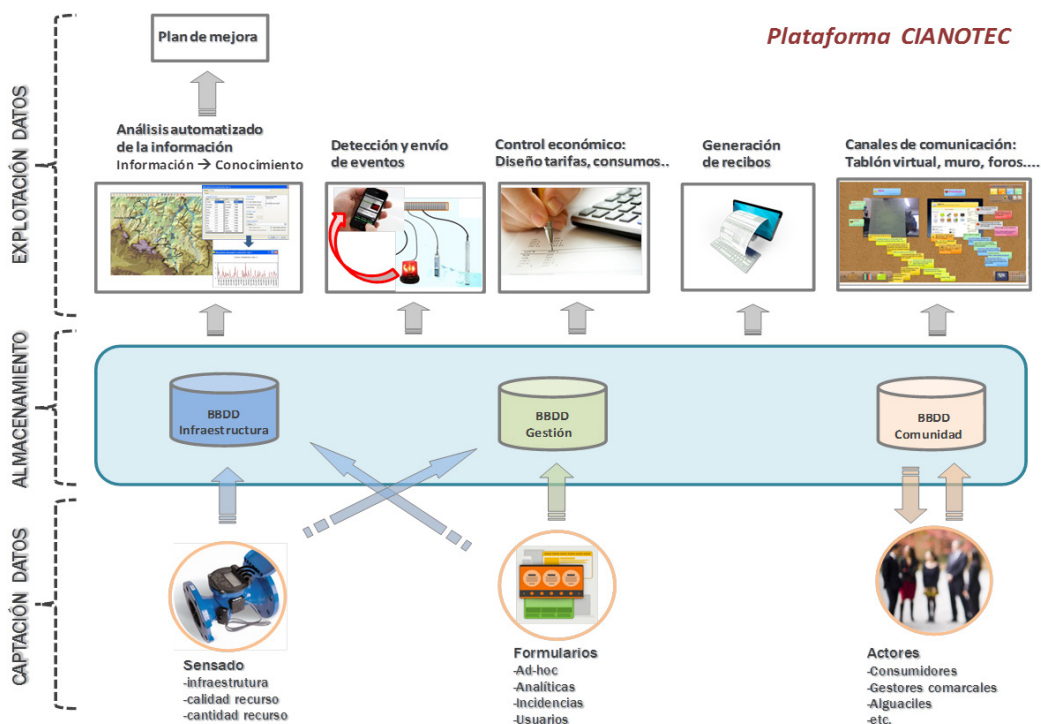 Plataforma CIANOTEC
Plan de mejora
EXPLOTACIÓN DATOS
Análisis automatizado
de la información
Información → Conocimiento
Detección y envío
de eventos
Control económico:
Diseño tarifas, consumos..
Generación
de recibos
Canales de comunicación:
Tablón virtual, muro, foros....
ALMACENAMIENTO
BBDD
Infraestructura
BBDD
Gestión
BBDD
Comunidad
CAPTACIÓN DATOS
Sensado
-infraestrutura
-calidad recurso
-cantidad recurso
Formularios
-Ad-hoc
-Analíticas
-Incidencias
-Usuarios
Actores
-Consumidores
-Gestores comarcales
-Alguaciles
-etc.